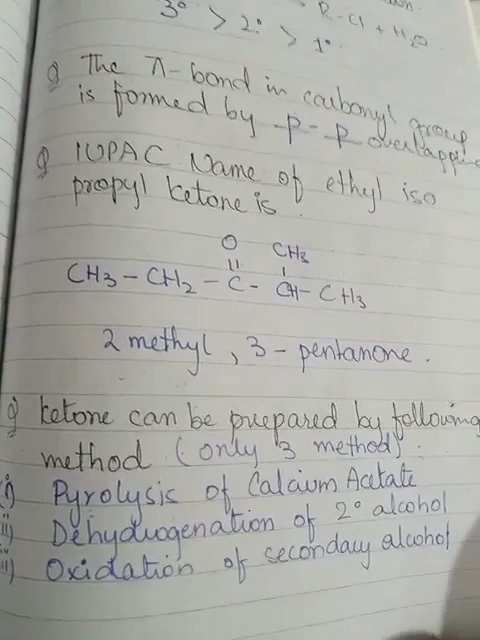 R-Cl + H2O
3° > 2° > 1°
Q The π-bond in carbonyl group
is formed by p-p overlapping
Q IUPAC Name of ethyl iso
propyl ketone is
O CH3
CH3-CH2-C-CH-CH3
2 methyl, 3-pentanone.
Q ketone can be prepared by following
method (only 3 method)
i) Pyrolysis of Calcium Acetate
ii) Dehydrogenation of 2° alcohol
iii) Oxidation of secondary alcohol